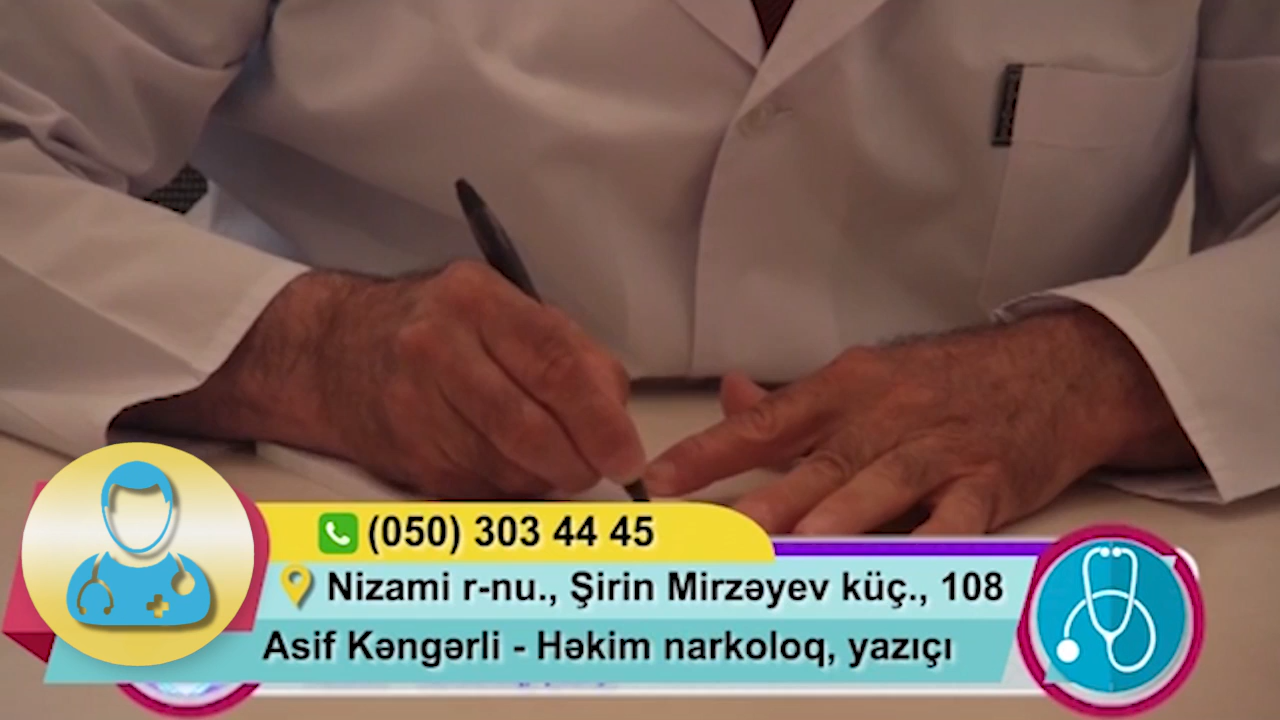 (050) 303 44 45
Nizami r-nu., Şirin Mirzəyev küç., 108
Asif Kəngərli - Həkim narkoloq, yazıçı